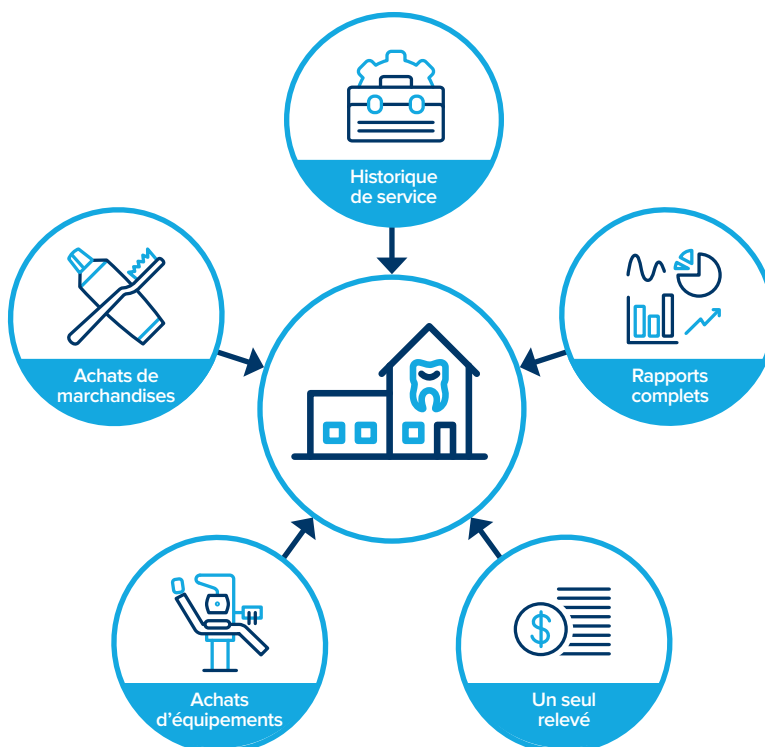 Historique
de service
Achats de
marchandises
Rapports
complets
Achats
d’équipements
Un seul
relevé
$